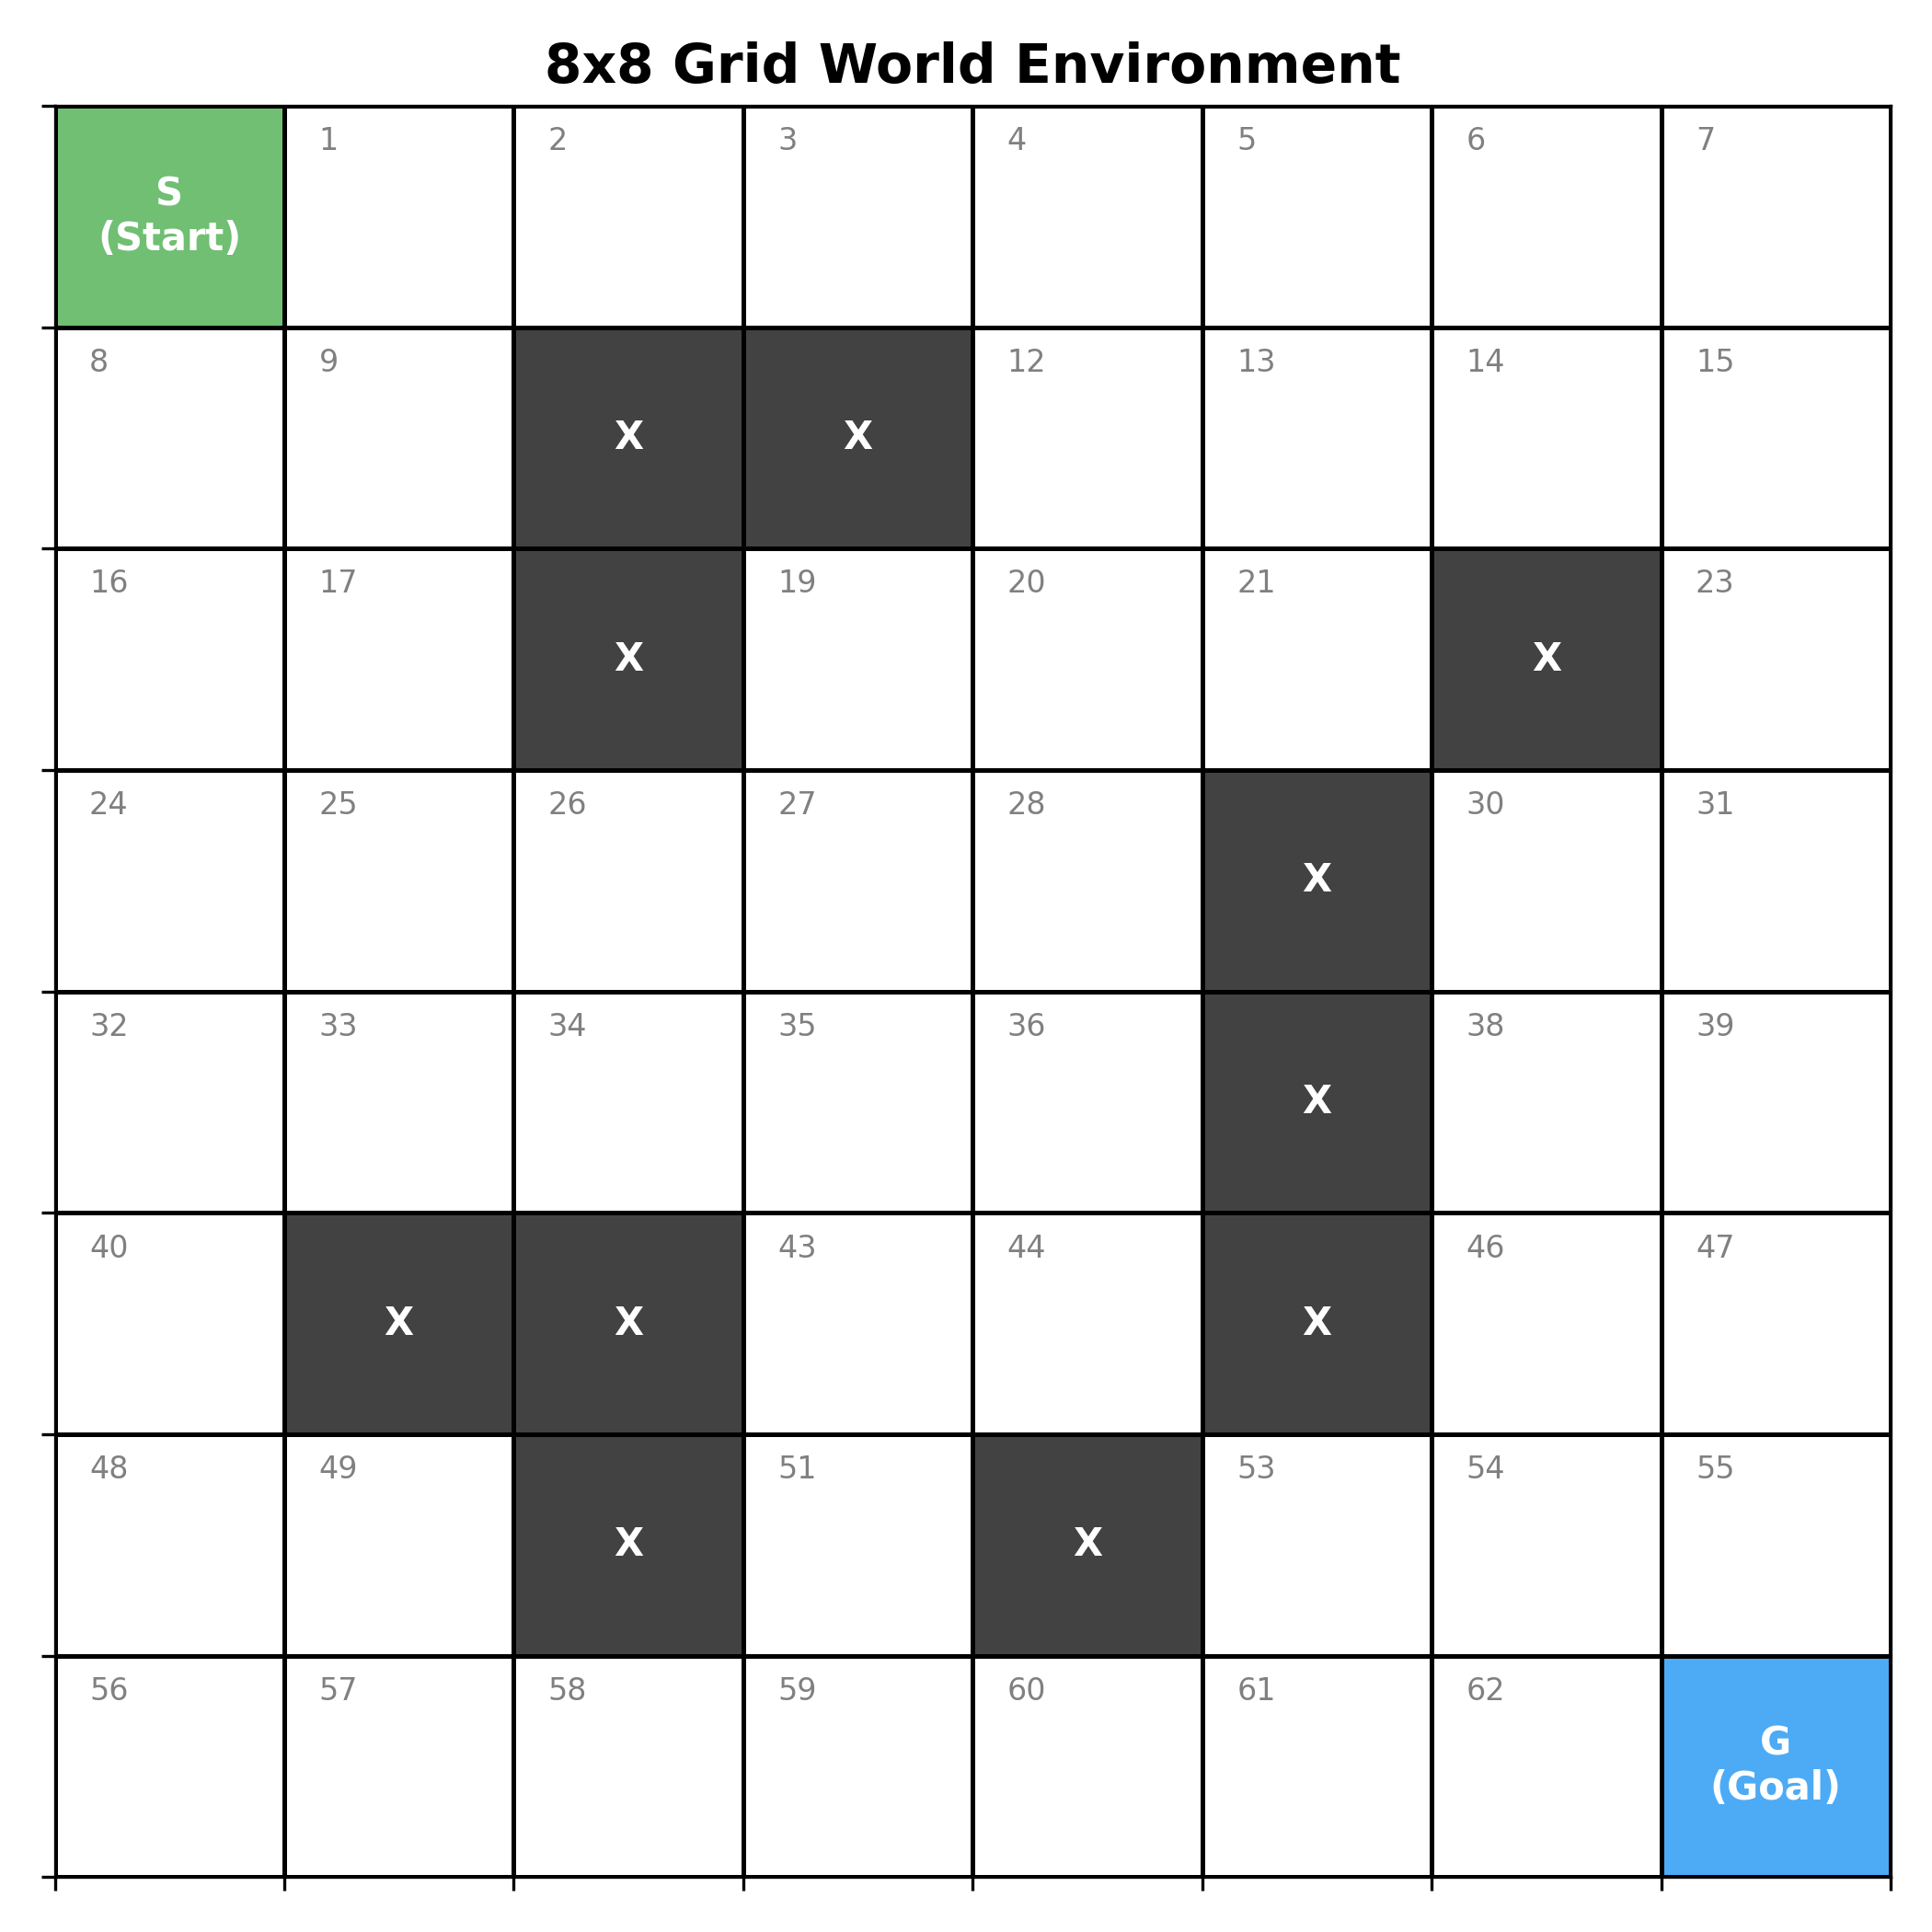 8x8 Grid World Environment
S
(Start)
1 2 3 4 5 6 7
8 9 12 13 14 15
X X
16 17 19 20 21 23
X X
24 25 26 27 28 30 31
X
32 33 34 35 36 38 39
X
40 43 44 46 47
X X X
48 49 51 53 54 55
X X
56 57 58 59 60 61 62
G
(Goal)